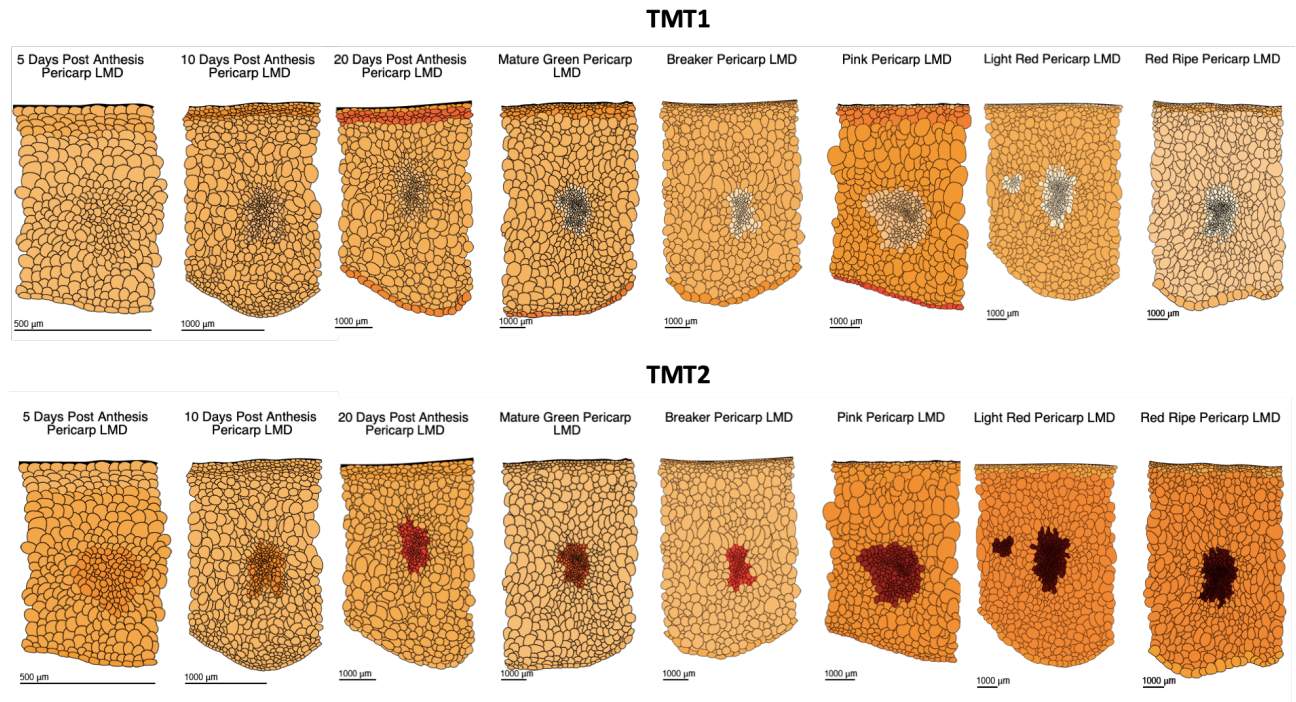 TMT1
5 Days Post Anthesis
Pericarp LMD
10 Days Post Anthesis
Pericarp LMD
20 Days Post Anthesis
Pericarp LMD
Mature Green Pericarp
LMD
Breaker Pericarp LMD
Pink Pericarp LMD
Light Red Pericarp LMD
Red Ripe Pericarp LMD
500 µm
1000 µm
1000 µm
1000 µm
1000 µm
1000 µm
1000 µm
1000 µm
TMT2
5 Days Post Anthesis
Pericarp LMD
10 Days Post Anthesis
Pericarp LMD
20 Days Post Anthesis
Pericarp LMD
Mature Green Pericarp
LMD
Breaker Pericarp LMD
Pink Pericarp LMD
Light Red Pericarp LMD
Red Ripe Pericarp LMD
500 µm
1000 µm
1000 µm
1000 µm
1000 µm
1000 µm
1000 µm
1000 µm